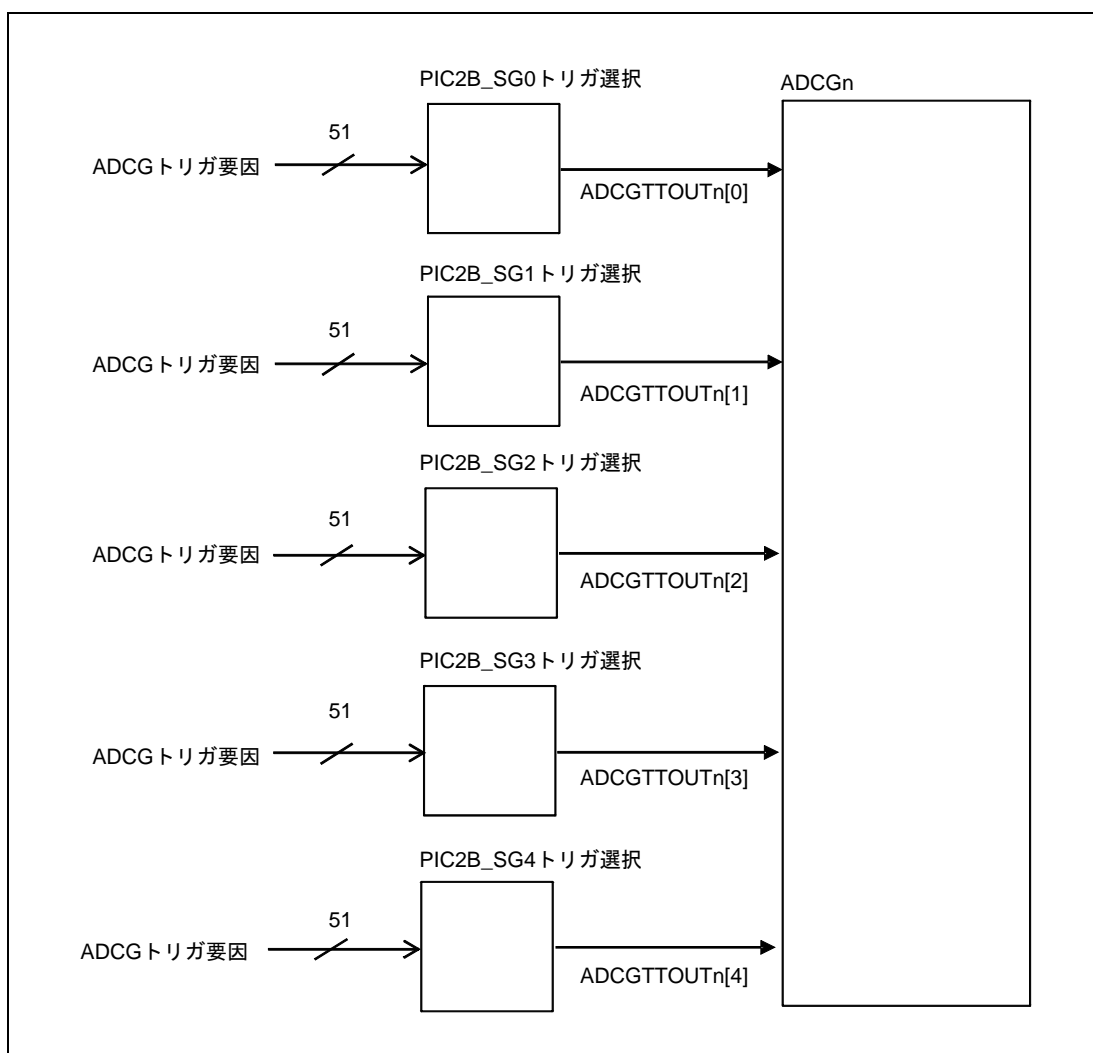 PIC2B_SG0トリガ選択
ADCGn
51
ADCGトリガ要因
ADCGTTOUTn[0]
PIC2B_SG1トリガ選択
51
ADCGトリガ要因
ADCGTTOUTn[1]
PIC2B_SG2トリガ選択
51
ADCGトリガ要因
ADCGTTOUTn[2]
PIC2B_SG3トリガ選択
51
ADCGトリガ要因
ADCGTTOUTn[3]
PIC2B_SG4トリガ選択
51
ADCGトリガ要因
ADCGTTOUTn[4]